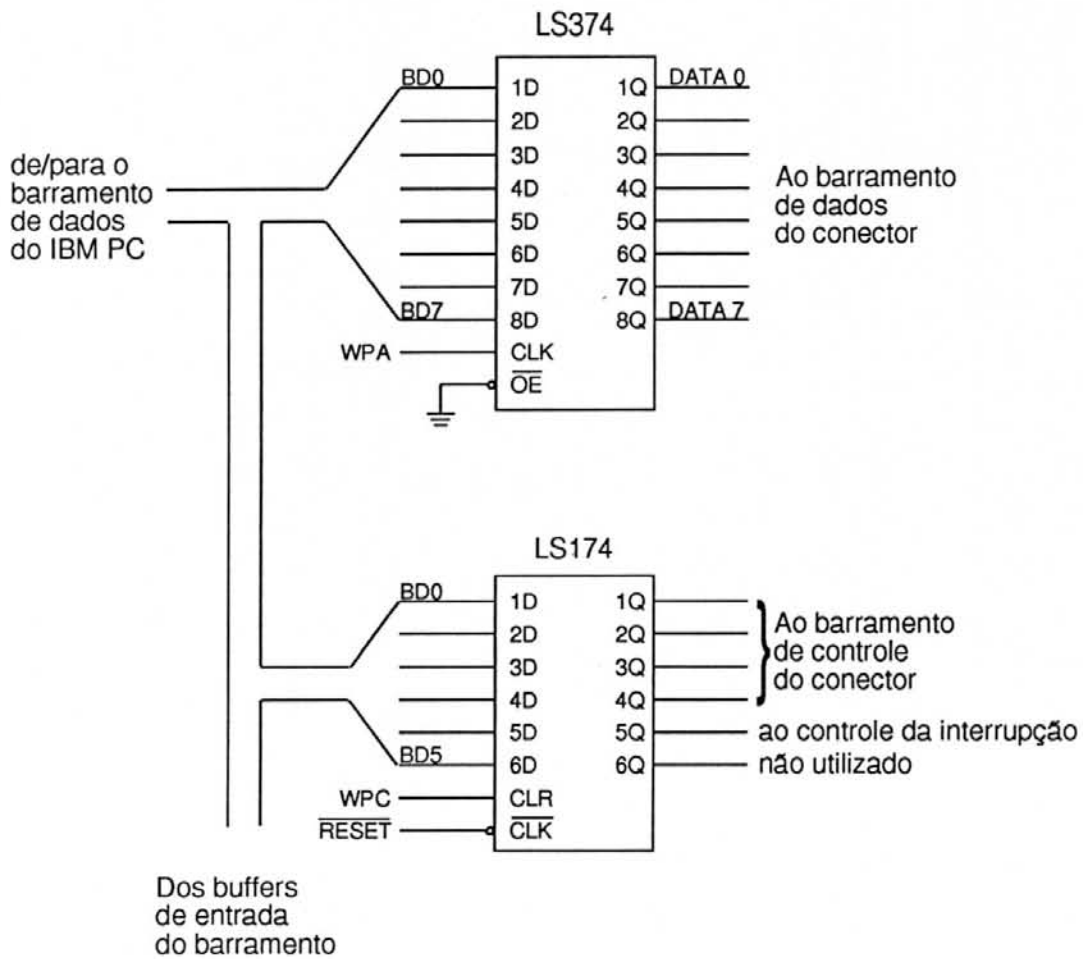 LS374
BD0 1D 1Q DATA 0
2D 2Q
3D 3Q
4D 4Q
5D 5Q
6D 6Q
7D 7Q
BD7 8D 8Q DATA 7
WPA CLK
OE
de/para o
barramento
de dados
do IBM PC
Ao barramento
de dados
do conector
LS174
BD0 1D 1Q
2D 2Q
3D 3Q
4D 4Q
5D 5Q ao controle da interrupção
BD5 6D 6Q não utilizado
WPC CLR
RESET CLK
Ao barramento
de controle
do conector
Dos buffers
de entrada
do barramento